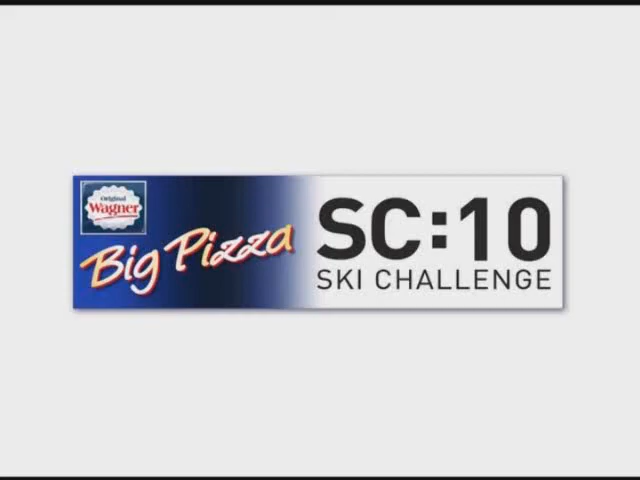 Original
Wagner
Big Pizza
SC:10
SKI CHALLENGE